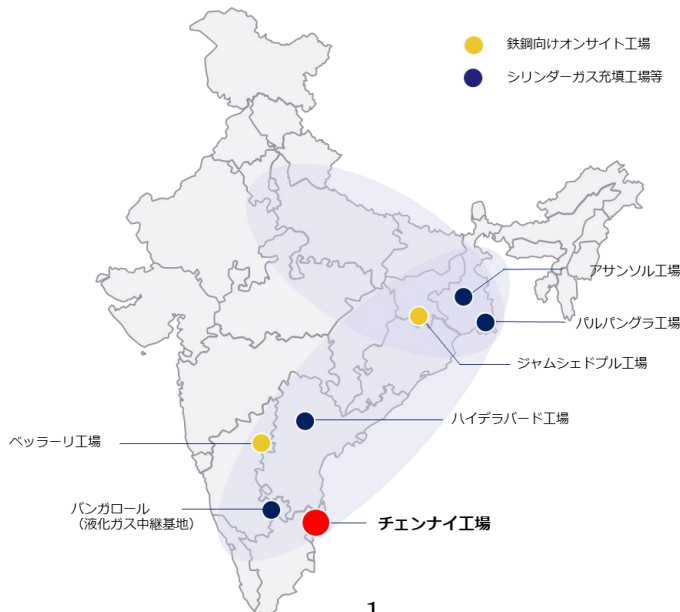 鉄鋼向けオンサイト工場
シリンダーガス充填工場等
アサンソル工場
パルパングラ工場
ジャムシェドプル工場
ハイデラバード工場
ベッラーリ工場
バンガロール
（液化ガス中継基地）
チェンナイ工場
1